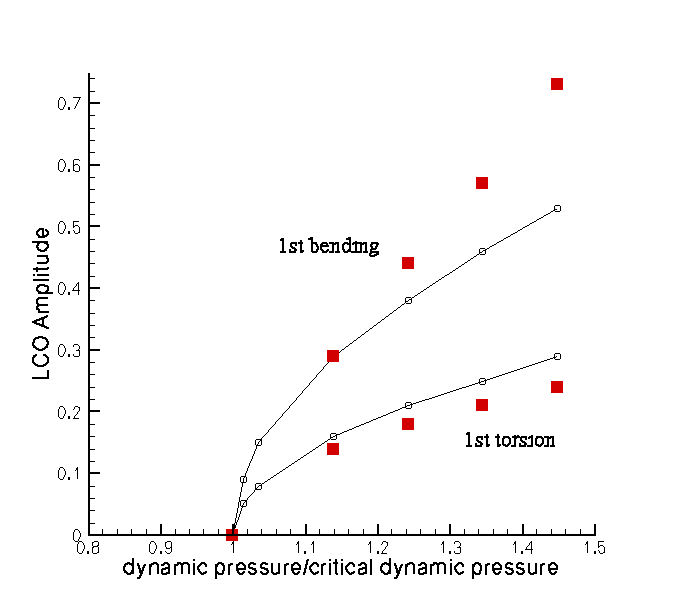 0.7
0.6
0.5
1st bending
0.4
LCO Amplitude
0.3
0.2
1st torsion
0.1
0
0.8 0.9 1 1.1 1.2 1.3 1.4 1.5
dynamic pressure/critical dynamic pressure